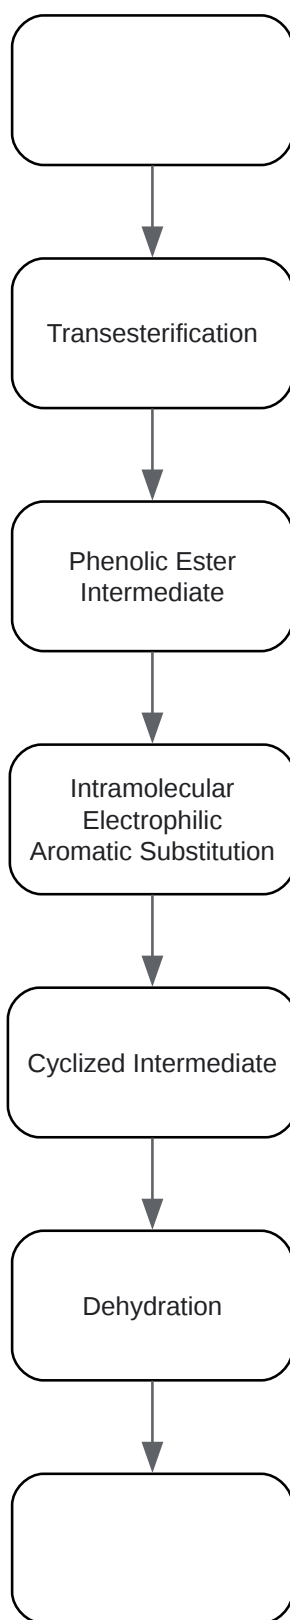 Transesterification
Phenolic Ester
Intermediate
Intramolecular
Electrophilic
Aromatic Substitution
Cyclized Intermediate
Dehydration